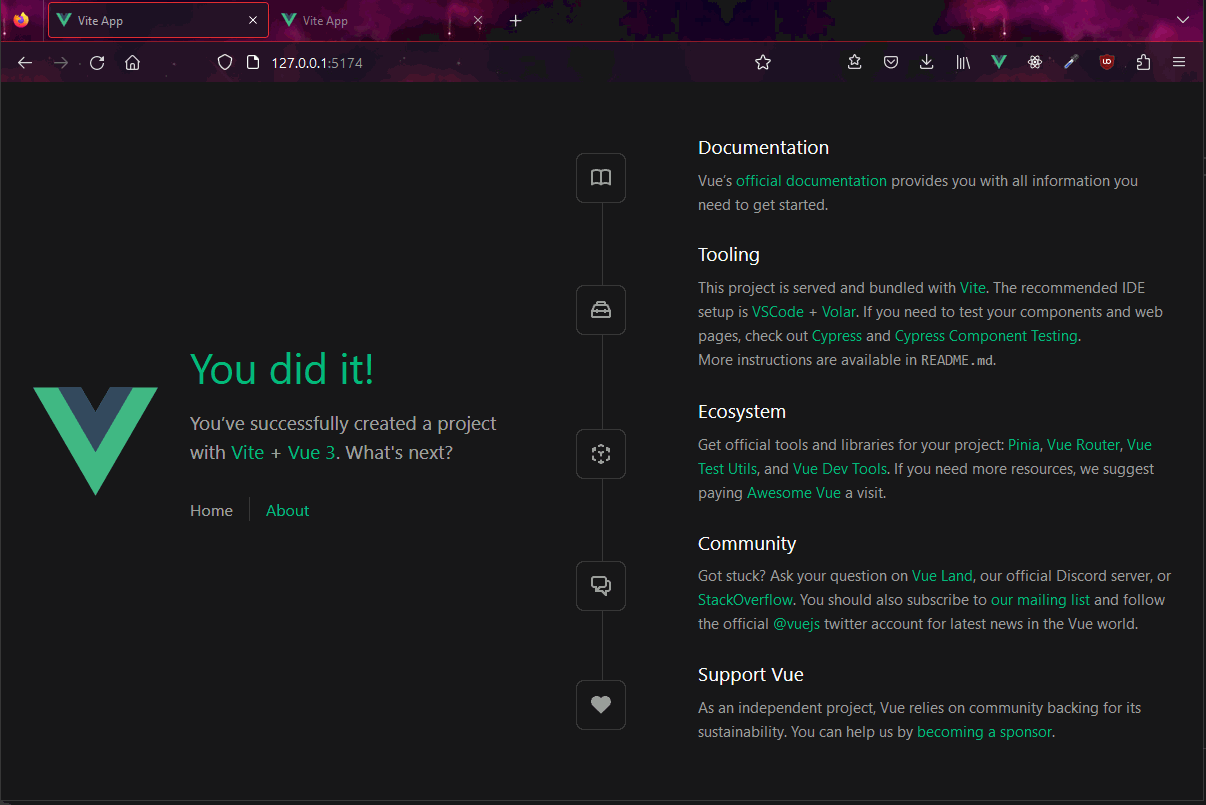 Vite App
Vite App
127.0.0.1:5174
You did it!
You’ve successfully created a project
with Vite + Vue 3. What's next?
Home
About
Documentation
Vue’s official documentation provides you with all information you
need to get started.
Tooling
This project is served and bundled with Vite. The recommended IDE
setup is VSCode + Volar. If you need to test your components and web
pages, check out Cypress and Cypress Component Testing.
More instructions are available in README.md.
Ecosystem
Get official tools and libraries for your project: Pinia, Vue Router, Vue
Test Utils, and Vue Dev Tools. If you need more resources, we suggest
paying Awesome Vue a visit.
Community
Got stuck? Ask your question on Vue Land, our official Discord server, or
StackOverflow. You should also subscribe to our mailing list and follow
the official @vuejs twitter account for latest news in the Vue world.
Support Vue
As an independent project, Vue relies on community backing for its
sustainability. You can help us by becoming a sponsor.